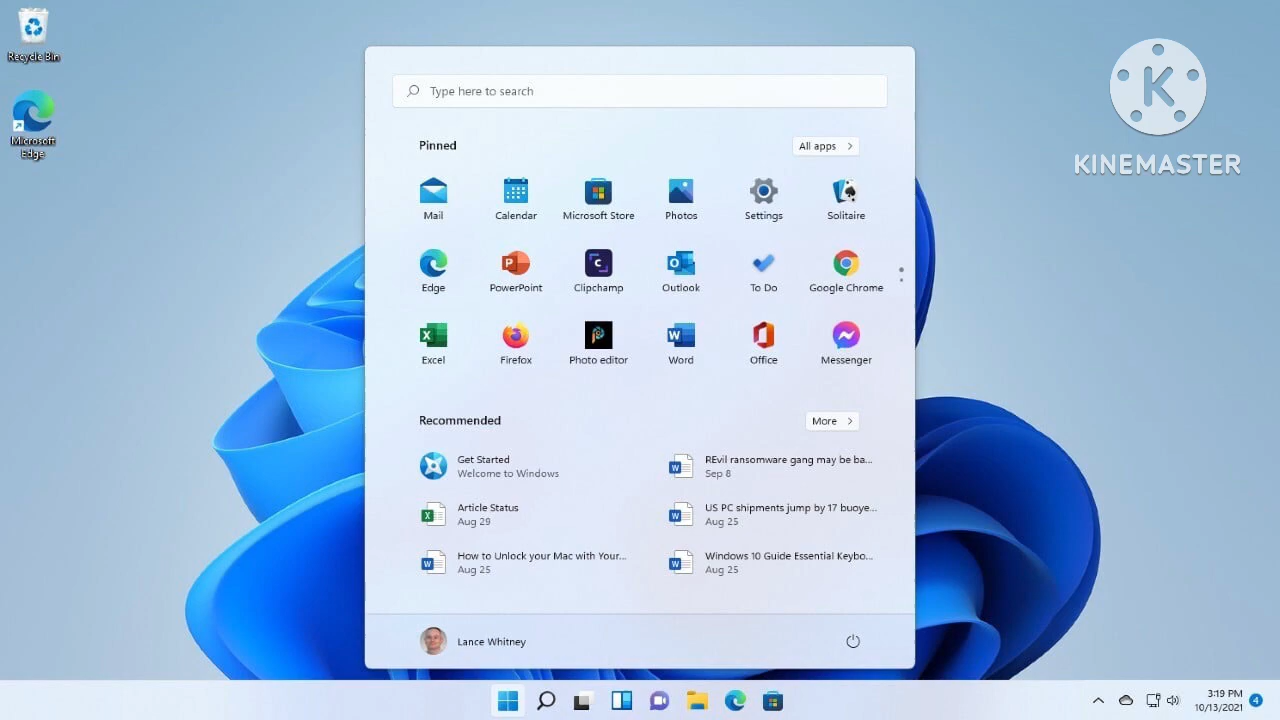 Recycle Bin
Microsoft
Edge
K
KINEMASTER
Type here to search
Pinned
All apps
Mail
Calendar
Microsoft Store
Photos
Settings
Solitaire
Edge
PowerPoint
Clipchamp
Outlook
To Do
Google Chrome
Excel
Firefox
Photo editor
Word
Office
Messenger
Recommended
More
Get Started
Welcome to Windows
REvil ransomware gang may be ba...
Sep 8
Article Status
Aug 29
US PC shipments jump by 17 buoye...
Aug 25
How to Unlock your Mac with Your...
Aug 25
Windows 10 Guide Essential Keybo...
Aug 25
Lance Whitney
3:19 PM
10/13/2021
4